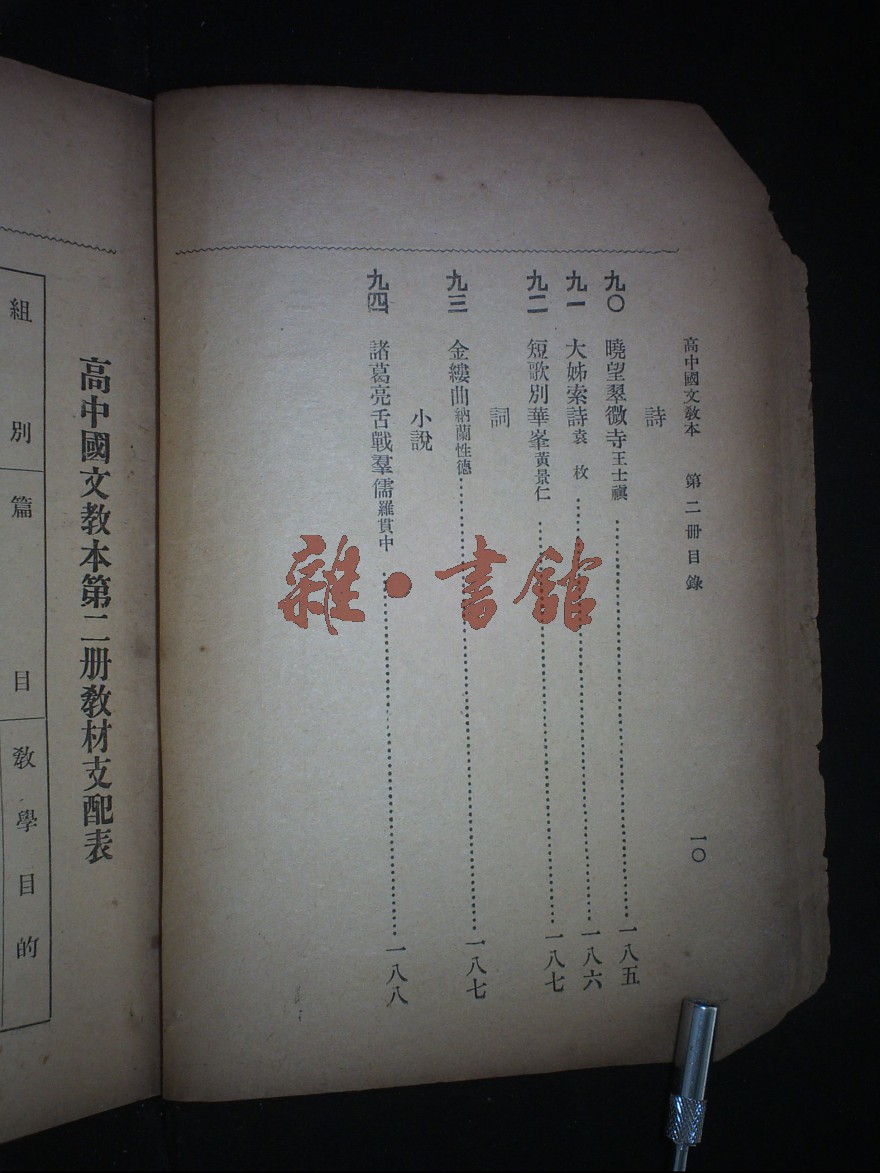 高中國文教本 第二冊目錄 一〇
詩
九〇 曉望翠微寺 王士禛 一八五
九一 大姊索詩 袁枚 一八六
九二 短歌別華峯 黃景仁 一八七
詞
九三 金縷曲 納蘭性德 一八七
小說
九四 諸葛亮舌戰羣儒 羅貫中 一八八
高中國文教本第二册教材支配表
組別 篇目 教學目的
雜·書館